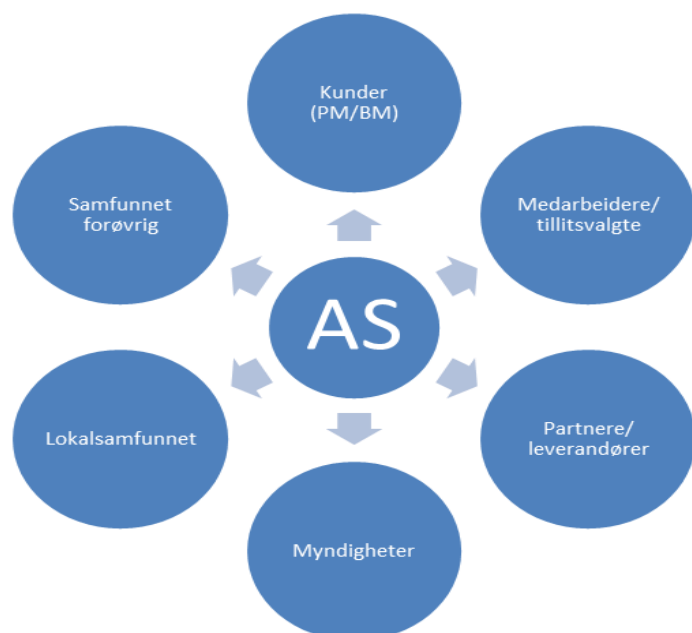 Kunder
(PM/BM)
Medarbeidere/
tillitsvalgte
Partnere/
leverandører
Myndigheter
Lokalsamfunnet
Samfunnet
forøvrig
AS